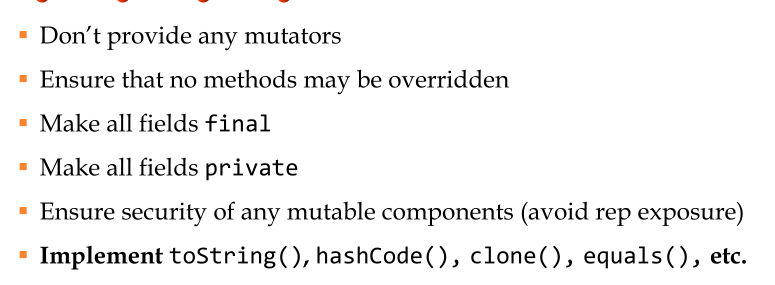 Don't provide any mutators
Ensure that no methods may be overridden
Make all fields final
Make all fields private
Ensure security of any mutable components (avoid rep exposure)
Implement toString(), hashCode(), clone(), equals(), etc.